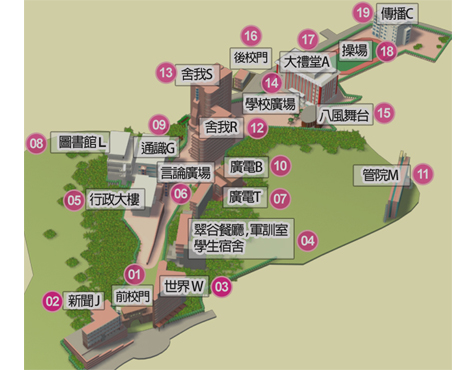 19 傳播C
16
後校門
17
大禮堂A
操場 18
13 舍我S
14
學校廣場
八風舞台 15
09
舍我R 12
08 圖書館L
通識G
言論廣場
廣電B 10
管院M 11
05 行政大樓
06
廣電T 07
翠谷餐廳,軍訓室
學生宿舍
04
01
前校門
02 新聞J
世界W 03